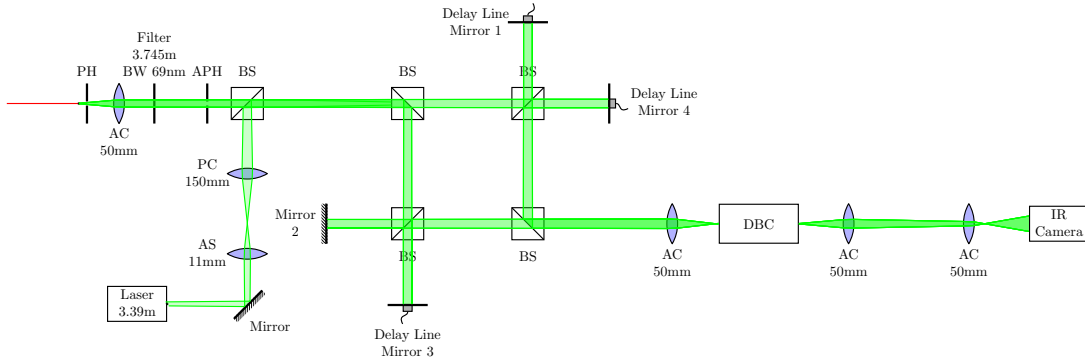 Delay Line
Mirror 1
Filter
3.745m
BW 69nm
PH
APH
BS
BS
BS
Delay Line
Mirror 4
AC
50mm
PC
150mm
Mirror
2
AS
11mm
BS
BS
DBC
IR
Camera
AC
50mm
AC
50mm
AC
50mm
Laser
3.39m
Mirror
Delay Line
Mirror 3